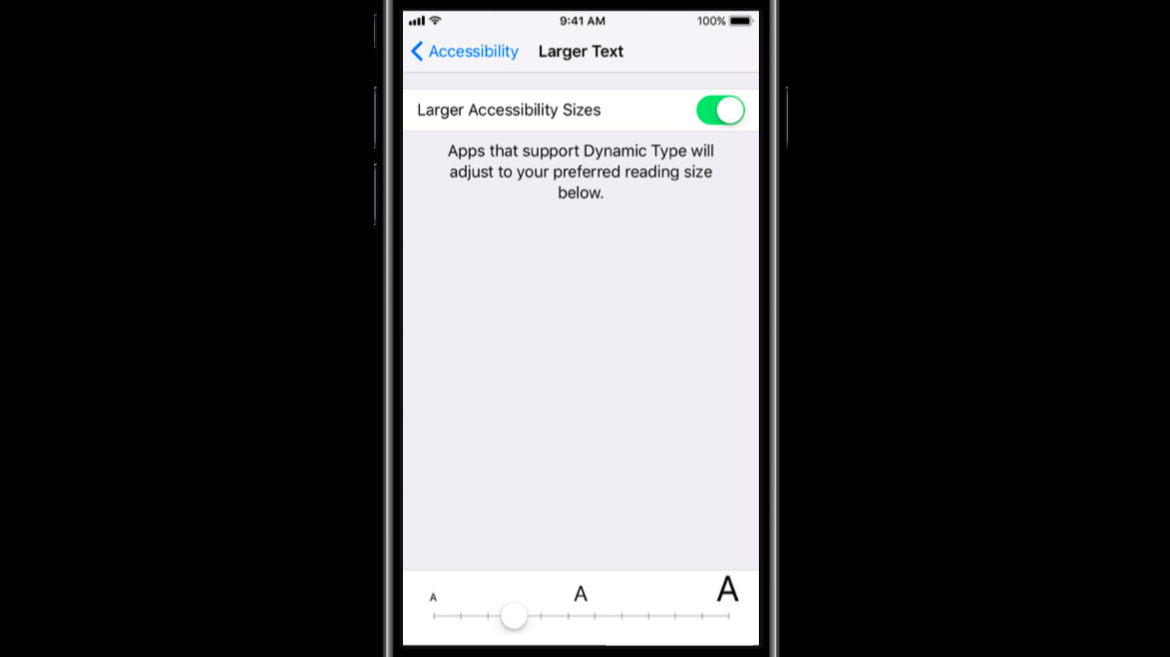 9:41 AM 100%
Accessibility Larger Text
Larger Accessibility Sizes
Apps that support Dynamic Type will
adjust to your preferred reading size
below.
A A A